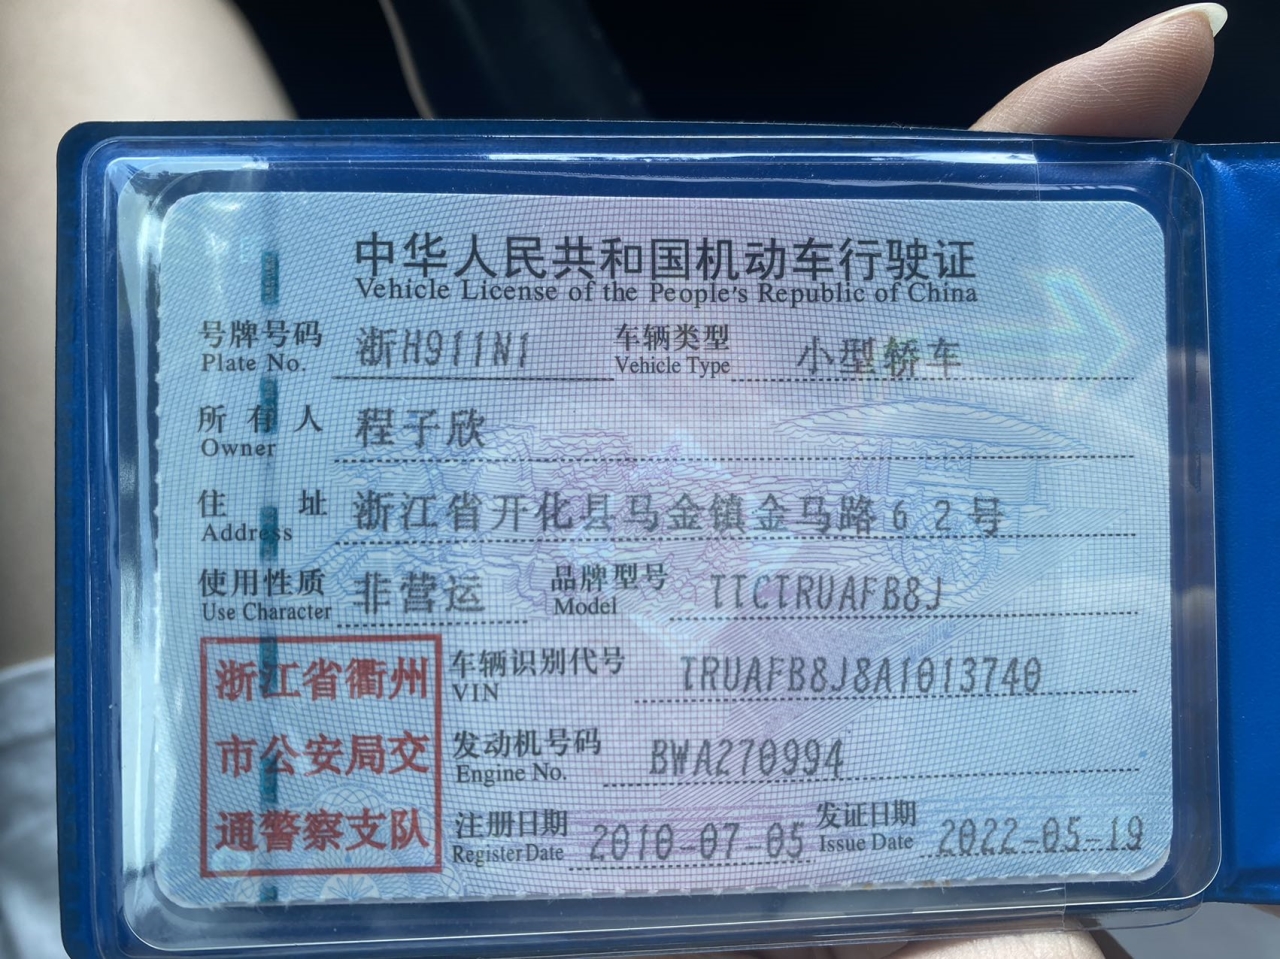 中华人民共和国机动车行驶证
Vehicle License of the People's Republic of China
号牌号码 浙H911N1 车辆类型 小型轿车
Plate No. Vehicle Type
所有人 程子欣
Owner
住址 浙江省开化县马金镇金马路62号
Address
使用性质 非营运 品牌型号 TTCTRUAFB8J
Use Character Model
浙江省衢州 车辆识别代号 TRUAFB8J8A1013740
VIN
市公安局交 发动机号码 BWA270994
Engine No.
通警察支队 注册日期 2010-07-05 发证日期 2022-05-19
Register Date Issue Date